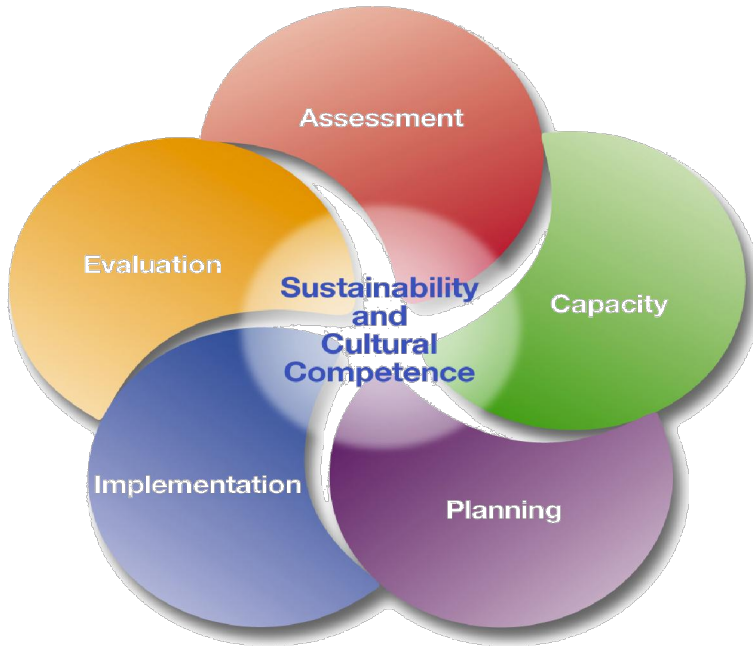 Assessment
Evaluation
Capacity
Sustainability
and
Cultural
Competence
Implementation
Planning